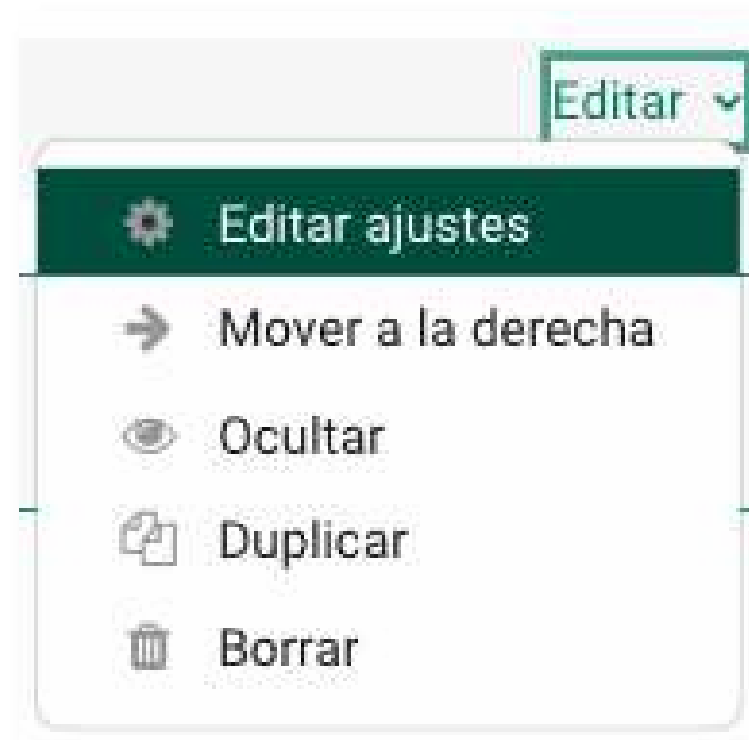 Editar
Editar ajustes
Mover a la derecha
Ocultar
Duplicar
Borrar